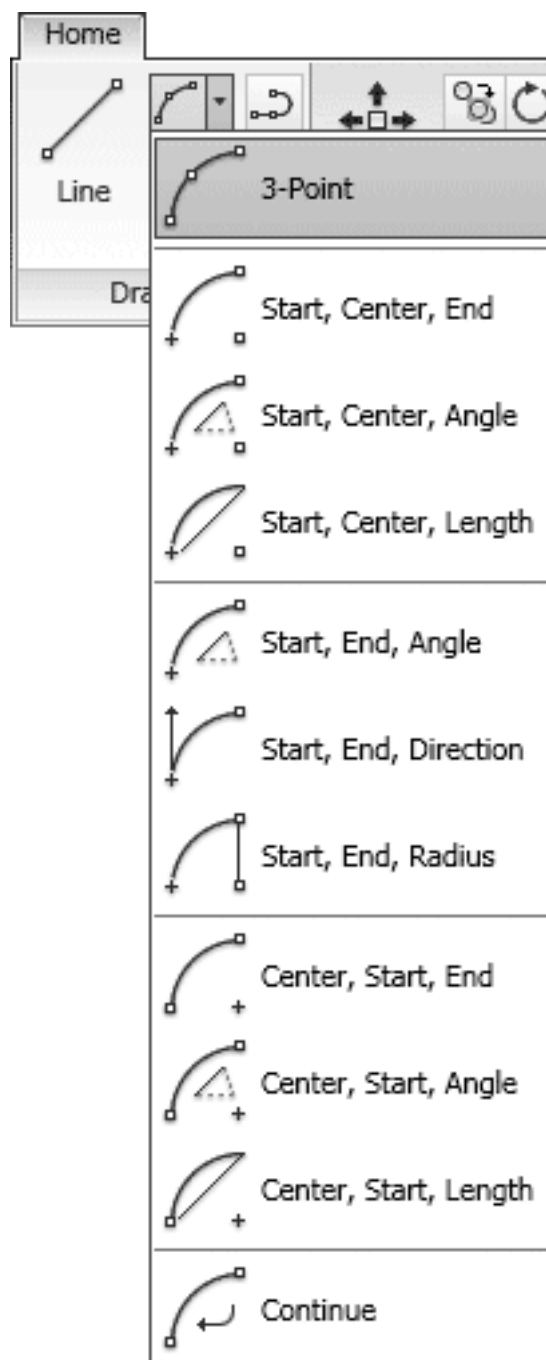 Home
Line
3-Point
Dra
Start, Center, End
Start, Center, Angle
Start, Center, Length
Start, End, Angle
Start, End, Direction
Start, End, Radius
Center, Start, End
Center, Start, Angle
Center, Start, Length
Continue